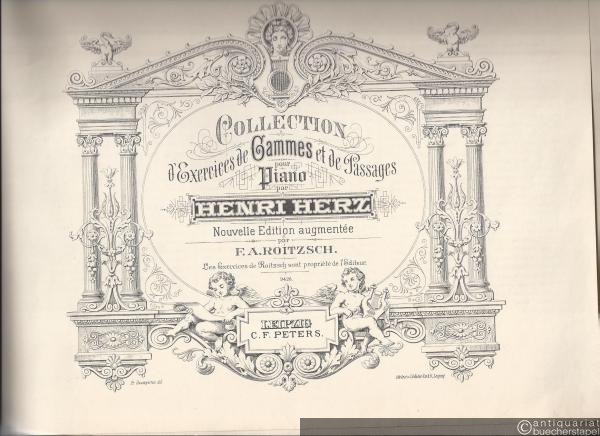 COLLECTION
d'Exercices de Gammes et de Passages
pour
Piano
par
HENRI HERZ
Nouvelle Edition augmentée
par
F. A. ROITZSCH.
Les Exercices de Roitzsch sont propriété de l'Editeur.
LEIPZIG
C. F. PETERS.
antiquariat
buecherstapel